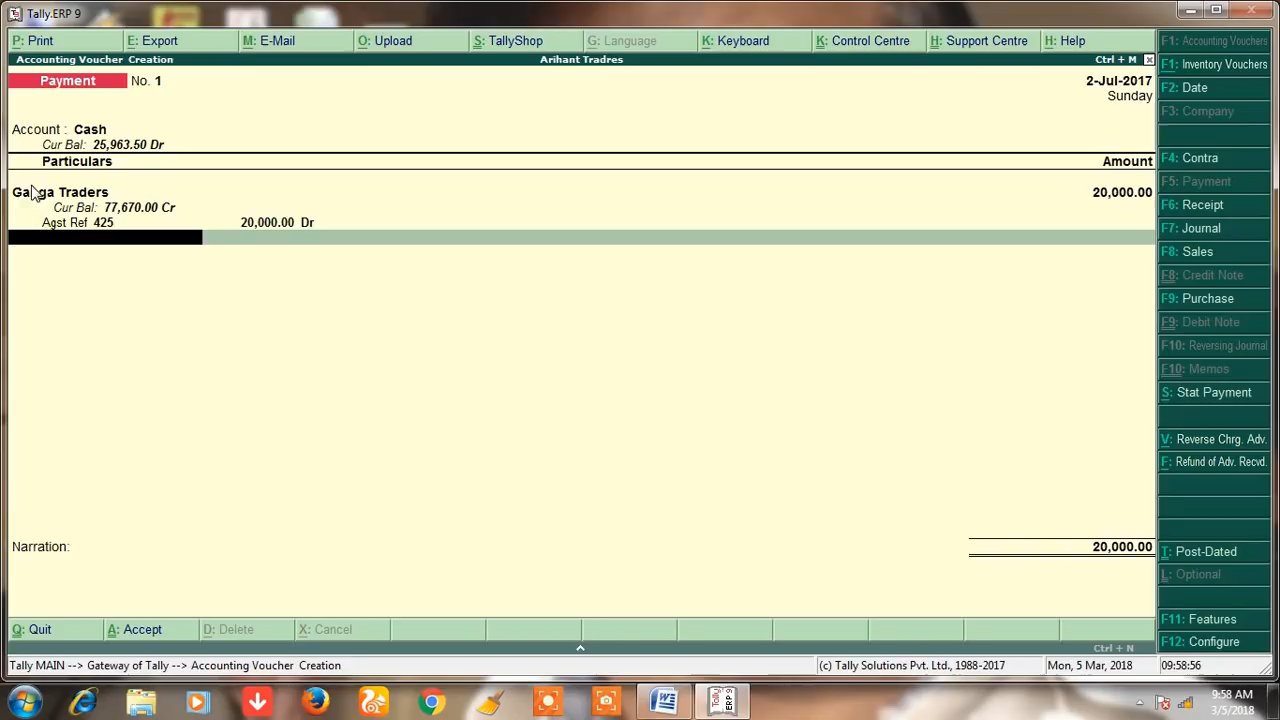 Tally.ERP 9
P: Print E: Export M: E-Mail O: Upload S: TallyShop G: Language K: Keyboard K: Control Centre H: Support Centre H: Help
Accounting Voucher Creation Arihant Tradres Ctrl + M
Payment No. 1 2-Jul-2017
Sunday
Account : Cash
Cur Bal: 25,963.50 Dr
Particulars Amount
Traders 20,000.00
Cur Bal: 77,670.00 Cr
Agst Ref 425 20,000.00 Dr
Narration: 20,000.00
Q: Quit A: Accept D: Delete X: Cancel
Ctrl + N
Tally MAIN --> Gateway of Tally --> Accounting Voucher Creation (c) Tally Solutions Pvt. Ltd., 1988-2017 Mon, 5 Mar, 2018 09:58:56
F1: Accounting Vouchers
F1: Inventory Vouchers
F2: Date
F3: Company
F4: Contra
F5: Payment
F6: Receipt
F7: Journal
F8: Sales
F8: Credit Note
F9: Purchase
F9: Debit Note
F10: Reversing Journal
F10: Memos
S: Stat Payment
V: Reverse Chrg. Adv.
F: Refund of Adv. Recvd.
T: Post-Dated
L: Optional
F11: Features
F12: Configure
9:58 AM
3/5/2018